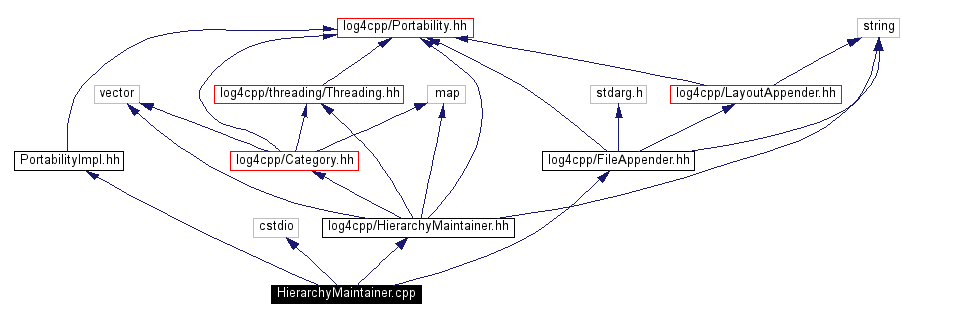 log4cpp/Portability.hh
string
vector
log4cpp/threading/Threading.hh
map
stdarg.h
log4cpp/LayoutAppender.hh
PortabilityImpl.hh
log4cpp/Category.hh
log4cpp/FileAppender.hh
cstdio
log4cpp/HierarchyMaintainer.hh
HierarchyMaintainer.cpp